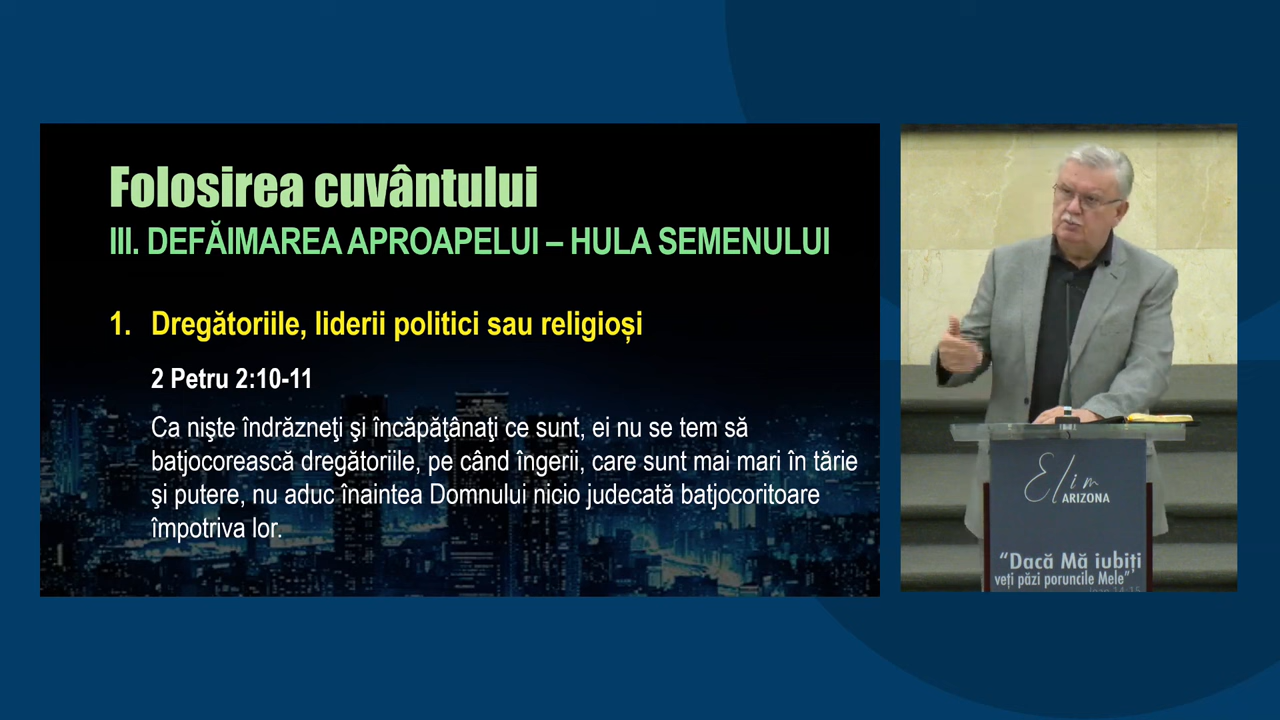 Folosirea cuvântului
III. DEFĂIMAREA APROAPELUI – HULA SEMENULUI
1. Dregătoriile, liderii politici sau religioși
2 Petru 2:10-11
Ca nişte îndrăzneţi şi încăpăţânaţi ce sunt, ei nu se tem să
batjocorească dregătoriile, pe când îngerii, care sunt mai mari în tărie
şi putere, nu aduc înaintea Domnului nicio judecată batjocoritoare
împotriva lor.
Elim
ARIZONA
“Dacă Mă iubiți
veți păzi poruncile Mele”
Ioan 14:15